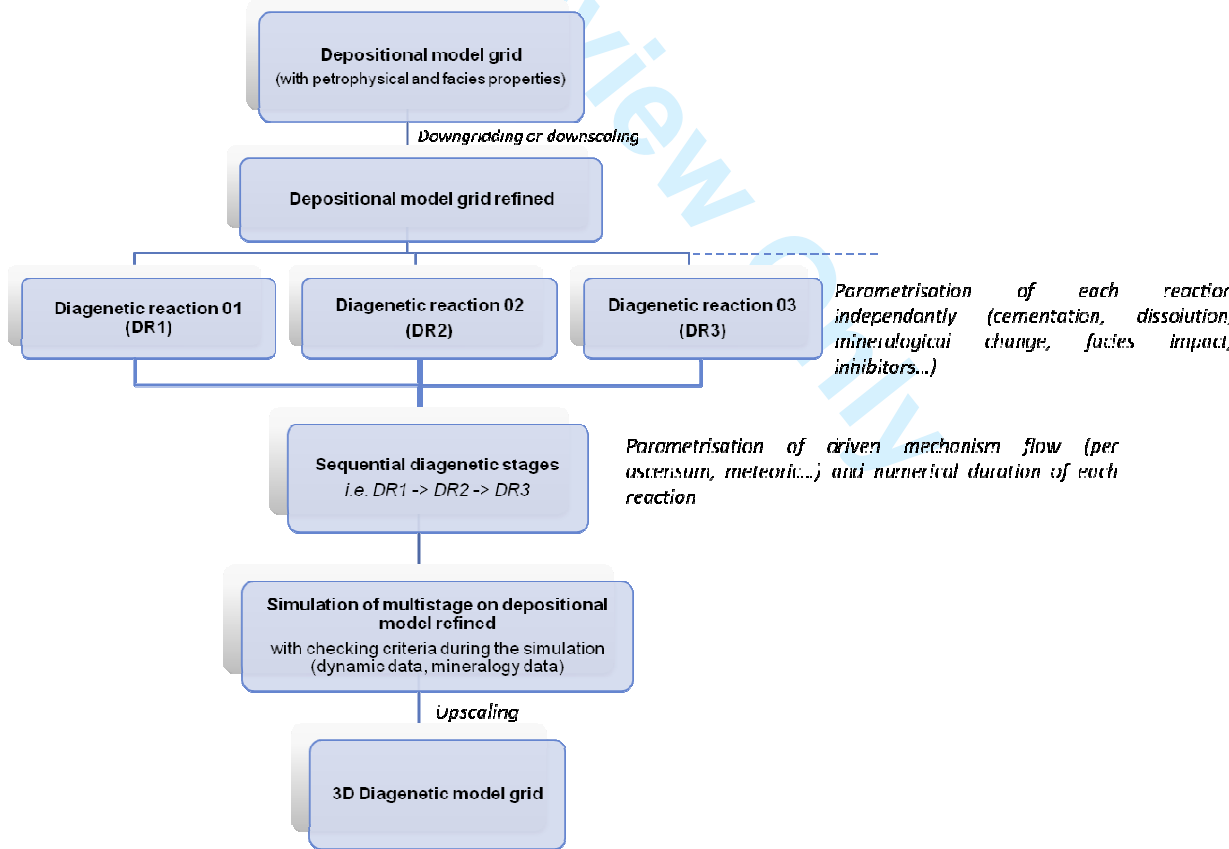 Depositional model grid
(with petrophysical and facies properties)
Downgridding or downscaling
Depositional model grid refined
Diagenetic reaction 01
(DR1)
Diagenetic reaction 02
(DR2)
Diagenetic reaction 03
(DR3)
Parametrisation of each reaction
independantly (cementation, dissolution,
mineralogical change, facies impact,
inhibitors...)
Sequential diagenetic stages
i.e. DR1 -> DR2 -> DR3
Parametrisation of driven mechanism flow (per
ascensum, meteoric...) and numerical duration of each
reaction
Simulation of multistage on depositional
model refined
with checking criteria during the simulation
(dynamic data, mineralogy data)
Upscaling
3D Diagenetic model grid
view Only